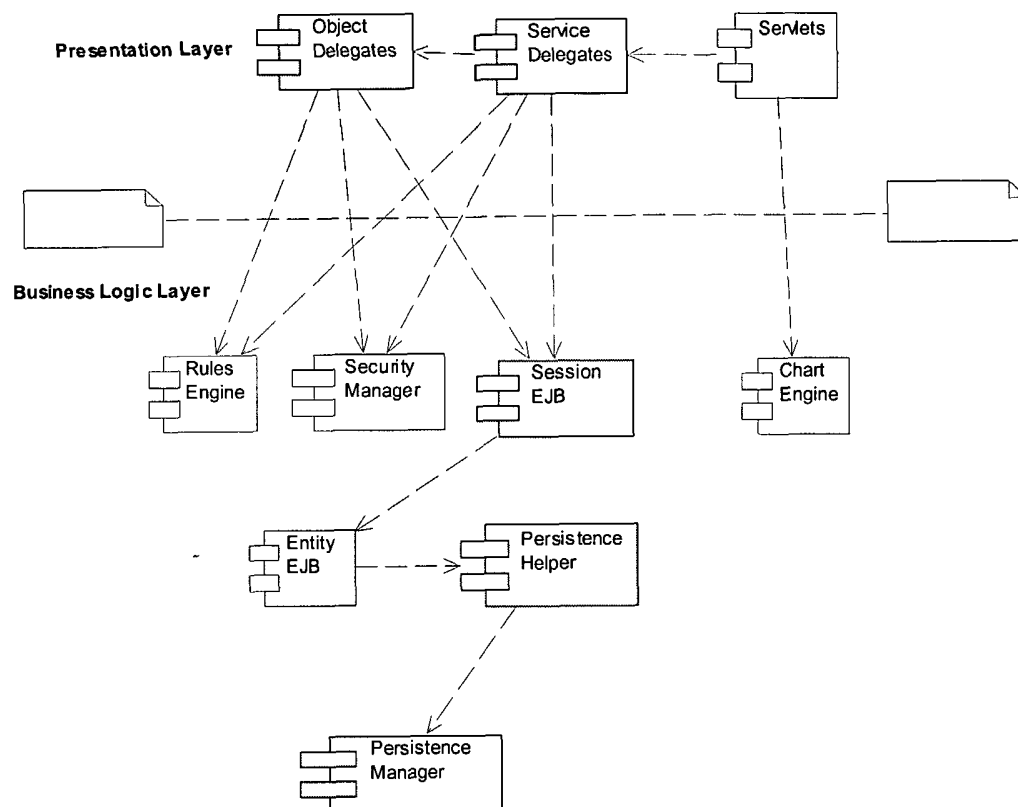 Presentation Layer
Object
Delegates
Service
Delegates
Servlets
Business Logic Layer
Rules
Engine
Security
Manager
Session
EJB
Chart
Engine
Entity
EJB
Persistence
Helper
Persistence
Manager